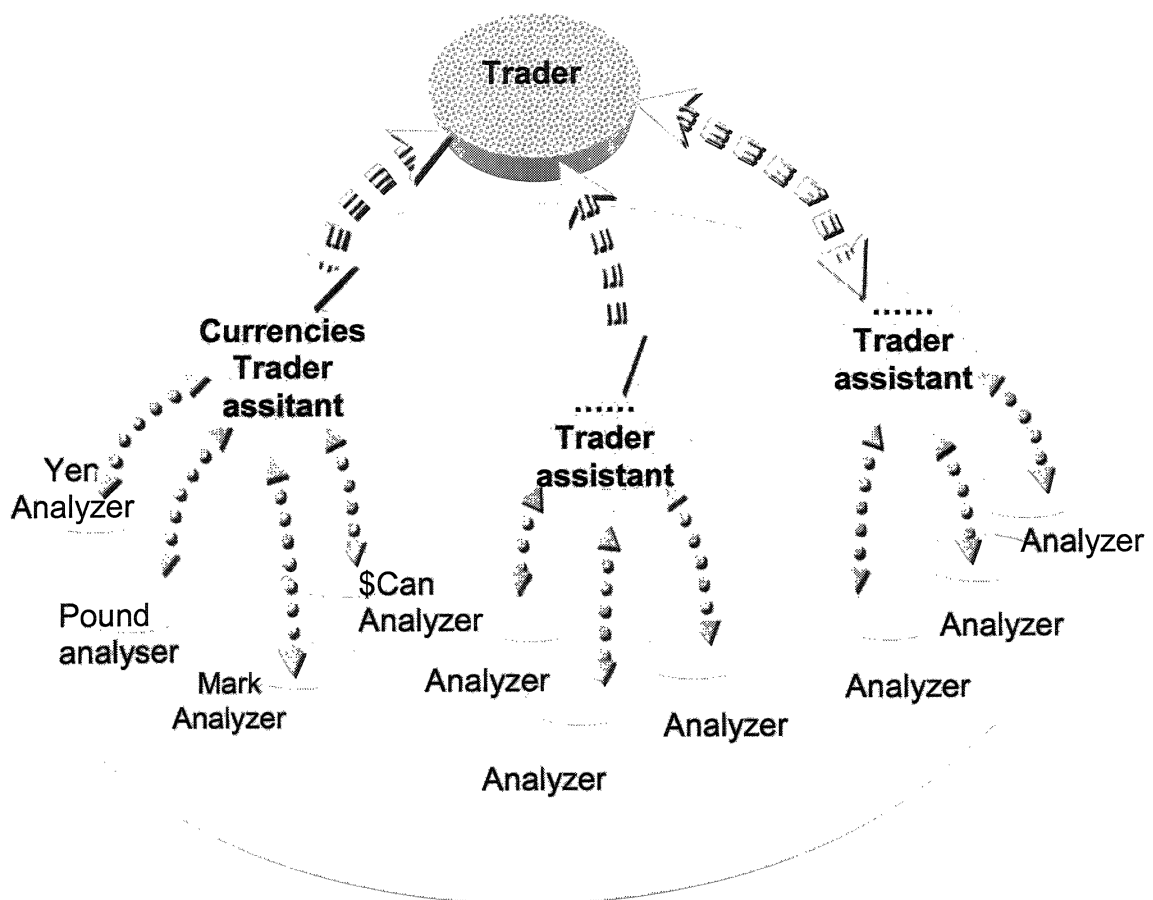 Trader
Currencies
Trader
assitant
......
Trader
assistant
......
Trader
assistant
Yen
Analyzer
Pound
analyser
Mark
Analyzer
$Can
Analyzer
Analyzer
Analyzer
Analyzer
Analyzer
Analyzer
Analyzer